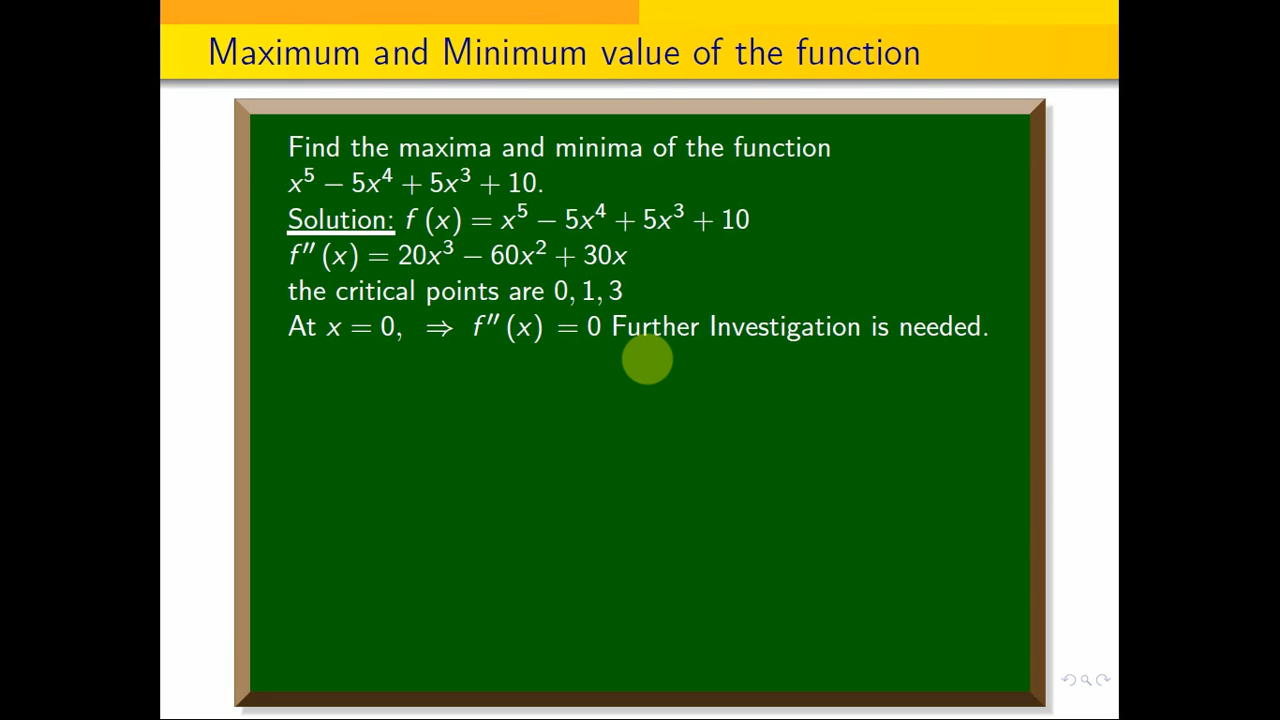 Maximum and Minimum value of the function
Find the maxima and minima of the function
x⁵ − 5x⁴ + 5x³ + 10.
Solution: f (x) = x⁵ − 5x⁴ + 5x³ + 10
f″ (x) = 20x³ − 60x² + 30x
the critical points are 0, 1, 3
At x = 0, ⇒ f″ (x) = 0 Further Investigation is needed.